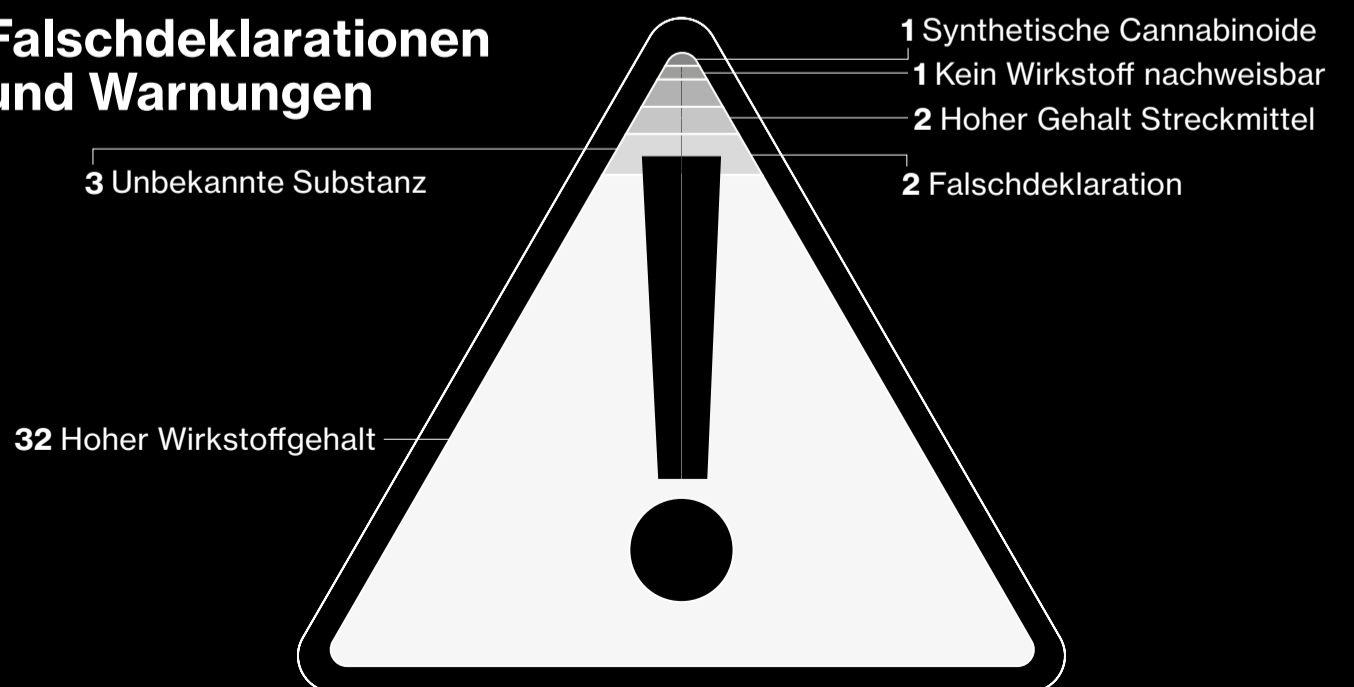 Falschdeklarationen
und Warnungen
1 Synthetische Cannabinoide
1 Kein Wirkstoff nachweisbar
2 Hoher Gehalt Streckmittel
3 Unbekannte Substanz
2 Falschdeklaration
32 Hoher Wirkstoffgehalt